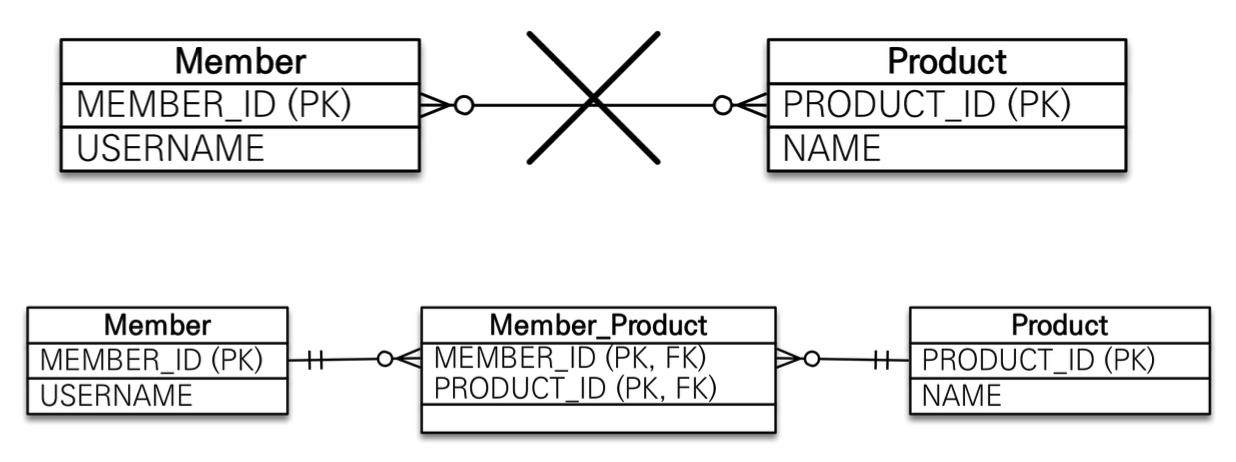 Member
MEMBER_ID (PK)
USERNAME
Product
PRODUCT_ID (PK)
NAME
Member
MEMBER_ID (PK)
USERNAME
Member_Product
MEMBER_ID (PK, FK)
PRODUCT_ID (PK, FK)
Product
PRODUCT_ID (PK)
NAME